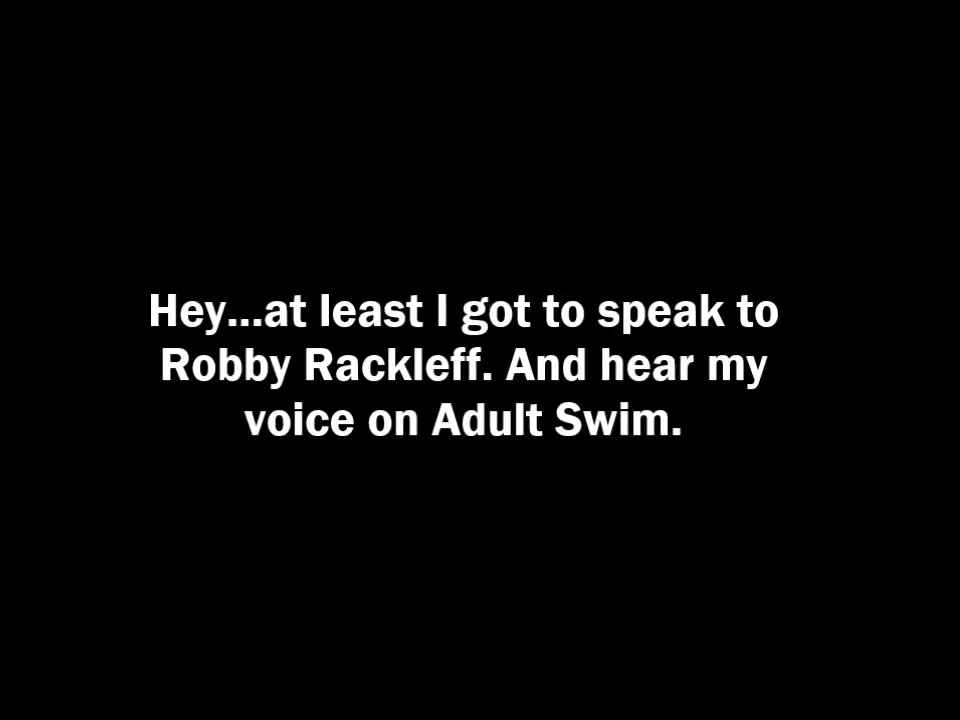 Hey...at least I got to speak to
Robby Rackleff. And hear my
voice on Adult Swim.